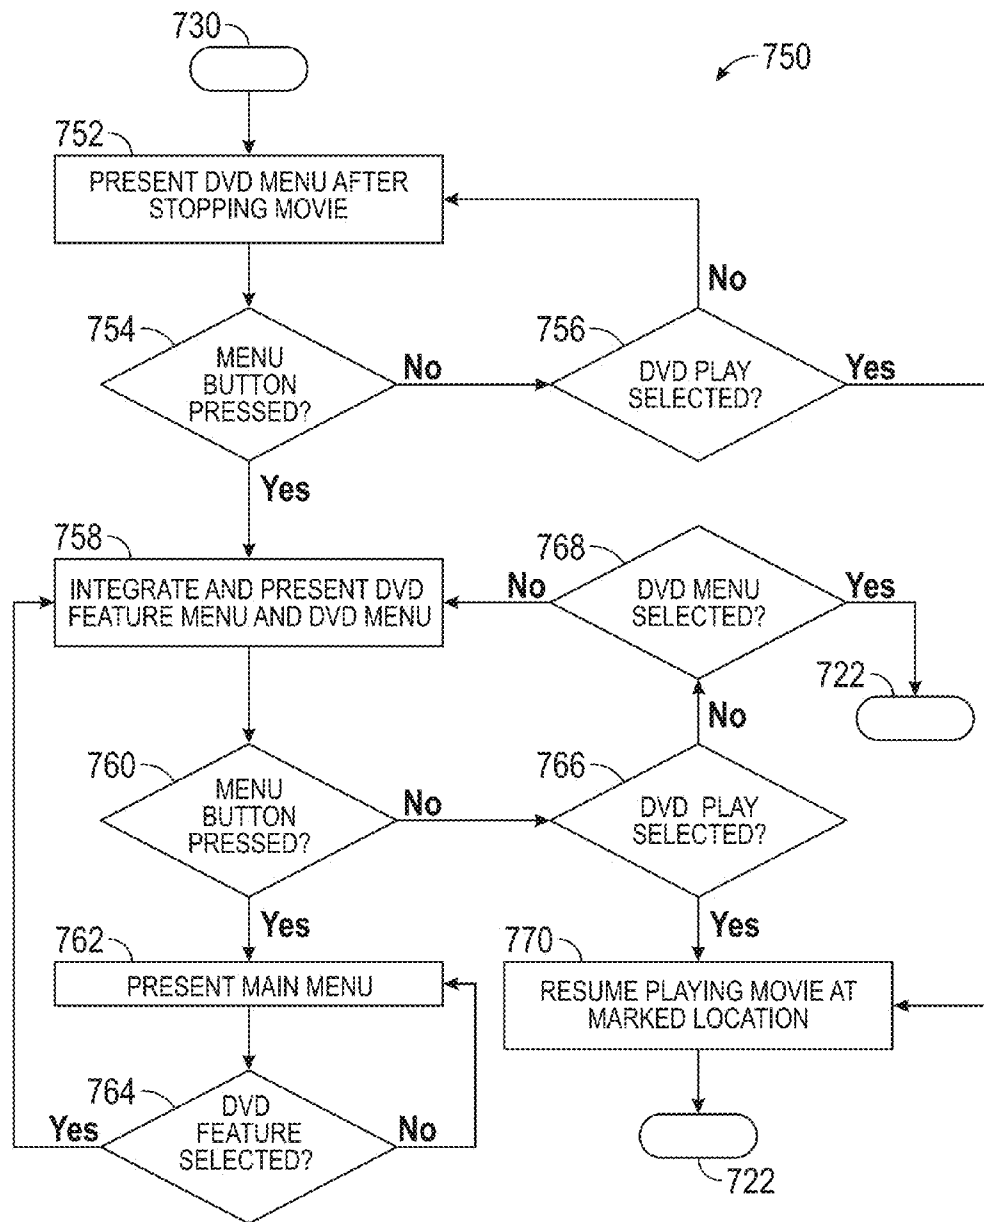 730
750
752
PRESENT DVD MENU AFTER
STOPPING MOVIE
No
754
MENU
BUTTON
PRESSED?
No
756
DVD PLAY
SELECTED?
Yes
Yes
758
INTEGRATE AND PRESENT DVD
FEATURE MENU AND DVD MENU
No
768
DVD MENU
SELECTED?
Yes
722
No
760
MENU
BUTTON
PRESSED?
No
766
DVD PLAY
SELECTED?
Yes
Yes
762
PRESENT MAIN MENU
770
RESUME PLAYING MOVIE AT
MARKED LOCATION
764
DVD
FEATURE
SELECTED?
Yes
No
722